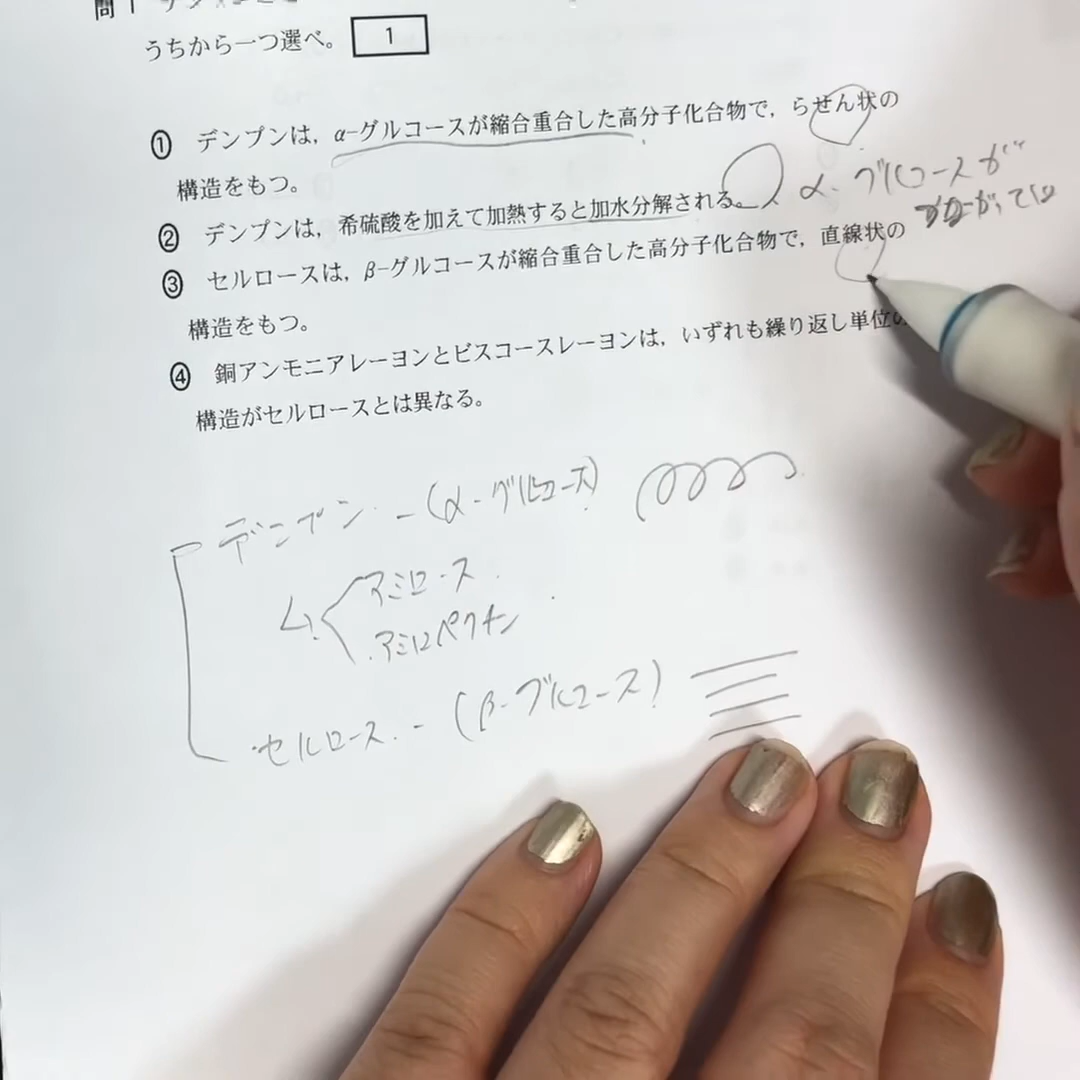 問1
うちから一つ選べ。 1
① デンプンは，α-グルコースが縮合重合した高分子化合物で，らせん状の
構造をもつ。
α-グルコースが
② デンプンは，希硫酸を加えて加熱すると加水分解される。
つながっている
③ セルロースは，β-グルコースが縮合重合した高分子化合物で，直線状の
構造をもつ。
④ 銅アンモニアレーヨンとビスコースレーヨンは，いずれも繰り返し単位の
構造がセルロースとは異なる。
デンプン - (α-グルコース)
アミロース
アミロペクチン
セルロース - (β-グルコース)